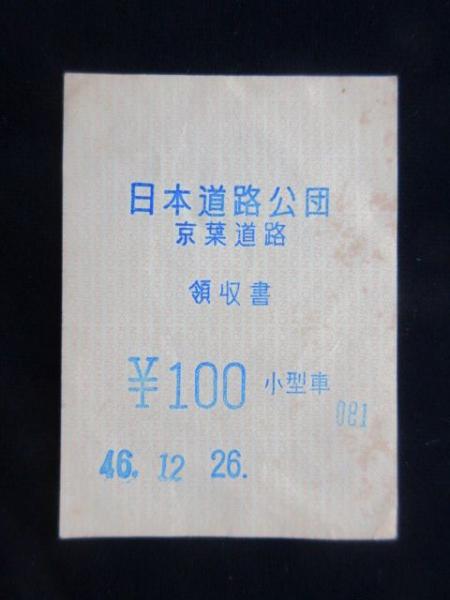 日本道路公団
京葉道路
領収書
¥100 小型車
081
46. 12 26.